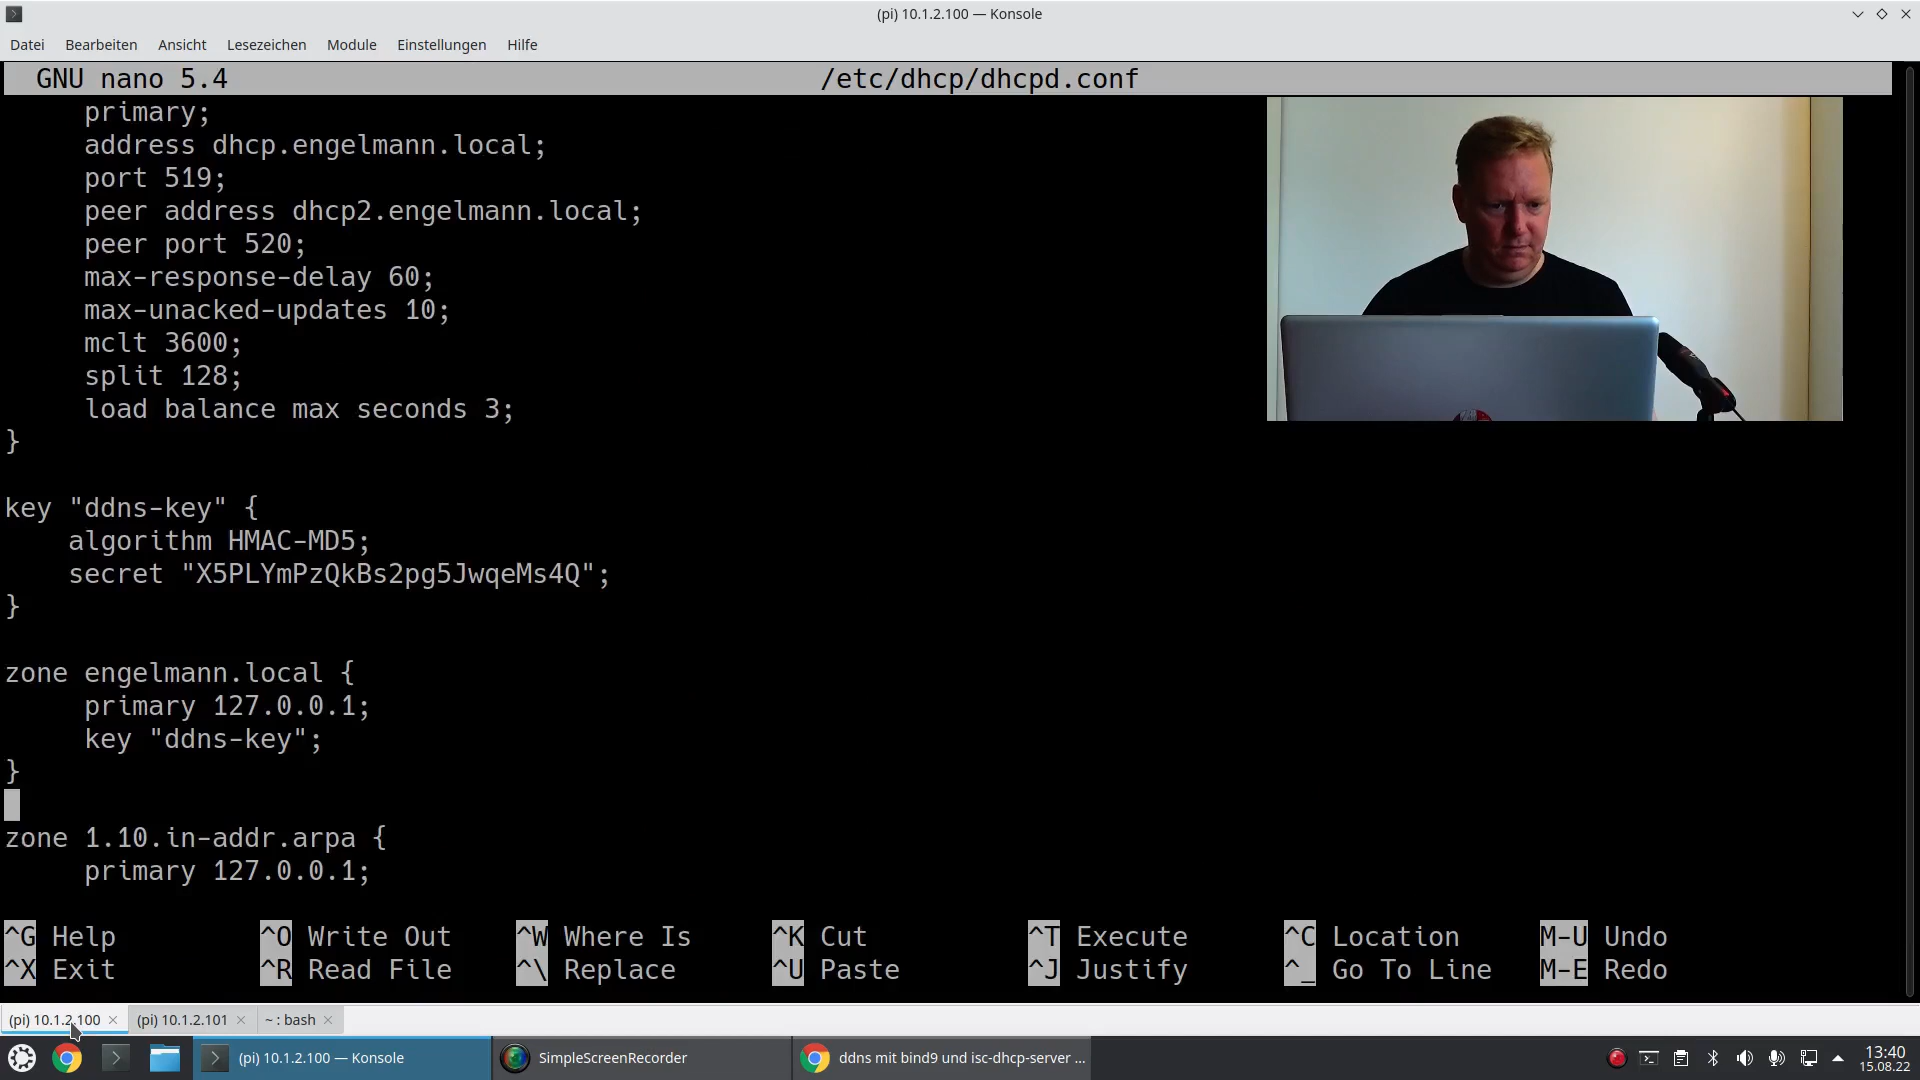 (pi) 10.1.2.100 — Konsole
Datei Bearbeiten Ansicht Lesezeichen Module Einstellungen Hilfe
GNU nano 5.4 /etc/dhcp/dhcpd.conf
primary;
address dhcp.engelmann.local;
port 519;
peer address dhcp2.engelmann.local;
peer port 520;
max-response-delay 60;
max-unacked-updates 10;
mclt 3600;
split 128;
load balance max seconds 3;
}
key "ddns-key" {
algorithm HMAC-MD5;
secret "X5PLYmPzQkBs2pg5JwqeMs4Q";
}
zone engelmann.local {
primary 127.0.0.1;
key "ddns-key";
}
zone 1.10.in-addr.arpa {
primary 127.0.0.1;
^G Help ^O Write Out ^W Where Is ^K Cut ^T Execute ^C Location M-U Undo
^X Exit ^R Read File ^\ Replace ^U Paste ^J Justify ^_ Go To Line M-E Redo
(pi) 10.1.2.100 (pi) 10.1.2.101 ~ : bash
(pi) 10.1.2.100 — Konsole SimpleScreenRecorder ddns mit bind9 und isc-dhcp-server ... 13:40
15.08.22